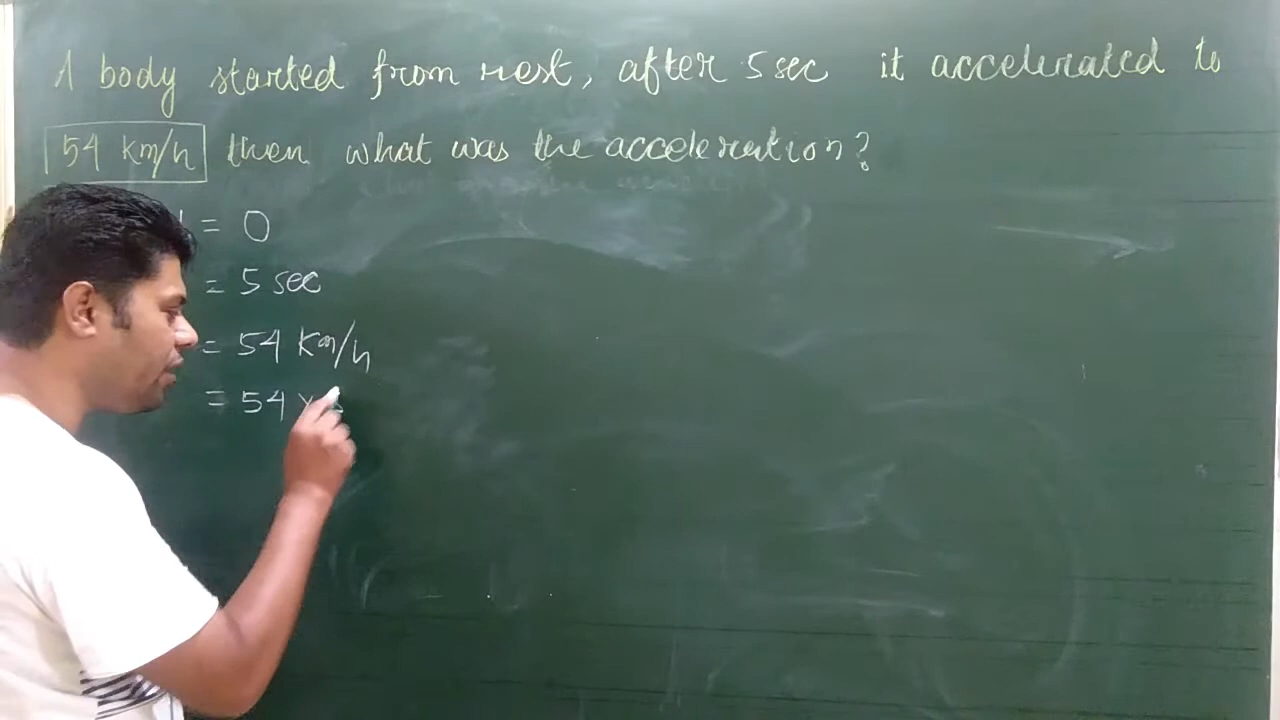 A body started from rest, after 5 sec it accelerated to
54 km/h then what was the acceleration?
= 0
= 5 sec
= 54 Km/h
= 54 x